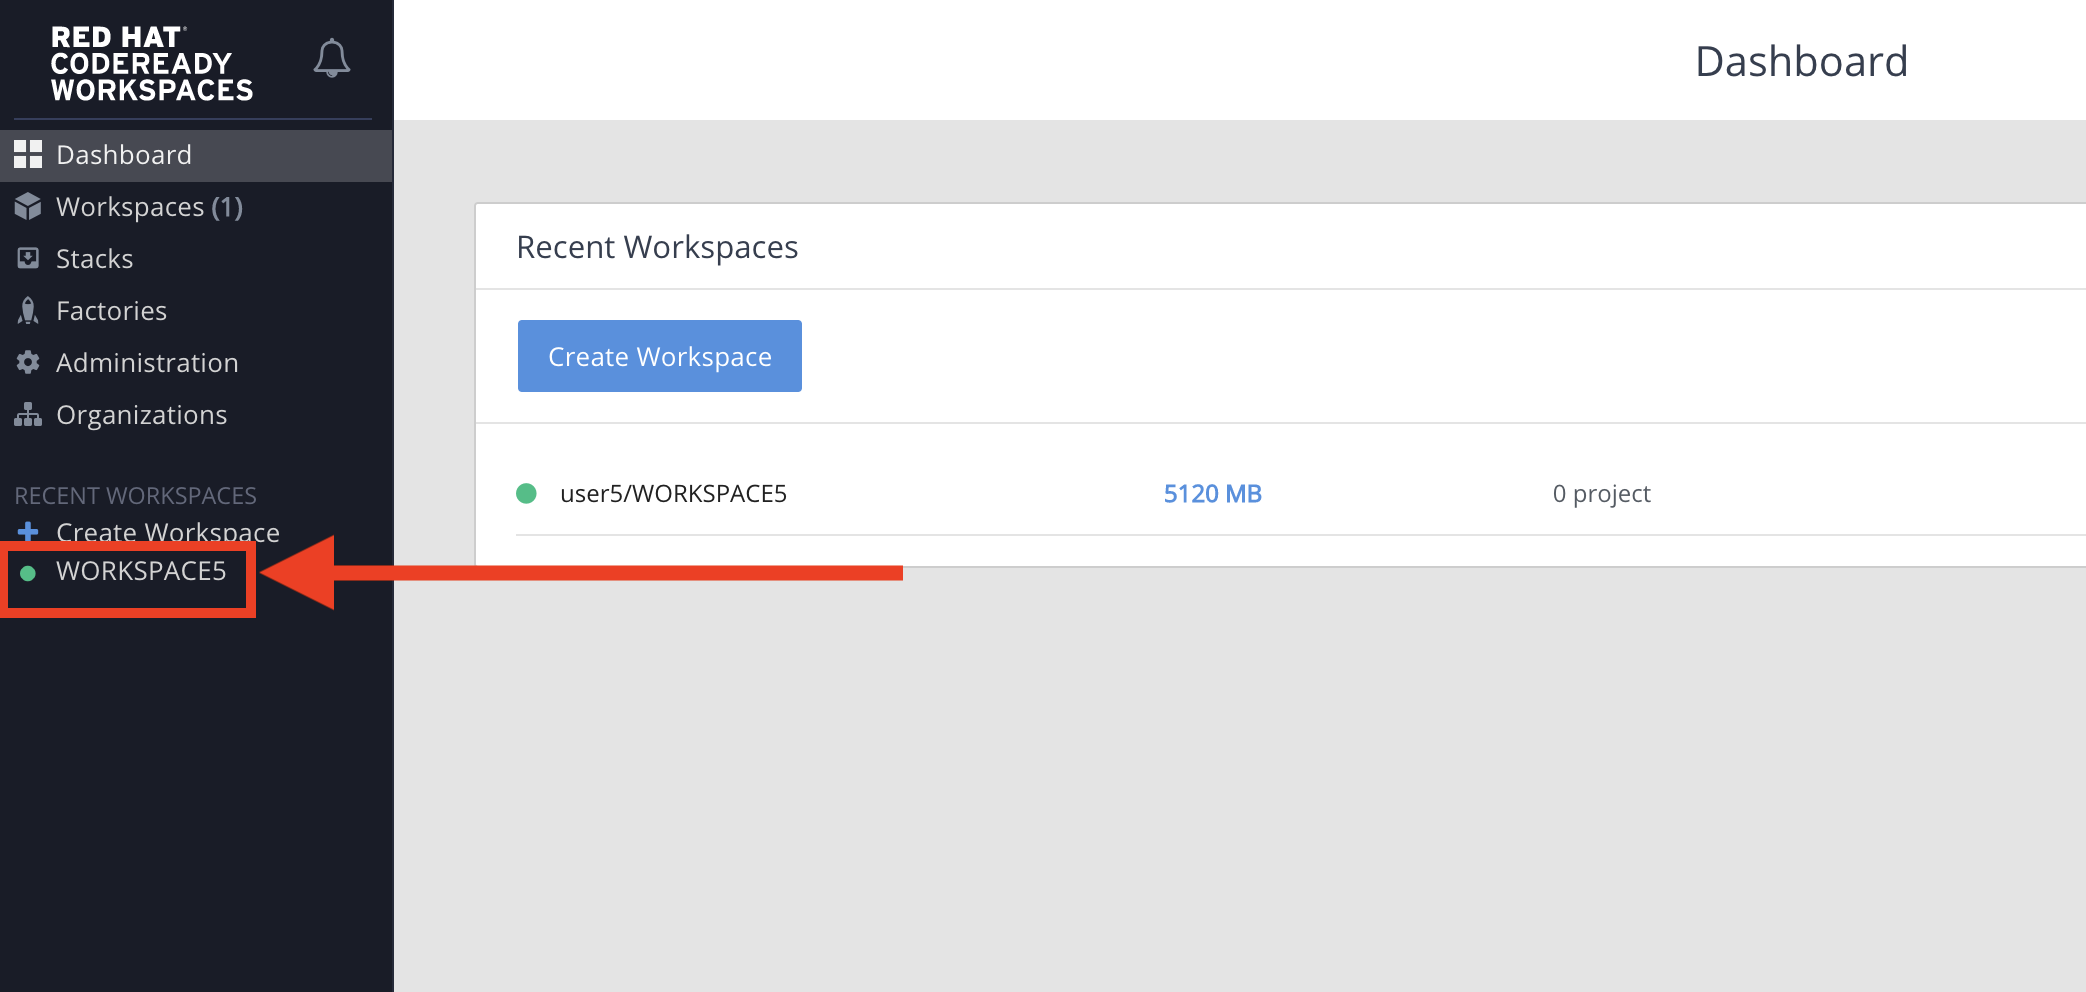 RED HAT
CODEREADY
WORKSPACES
Dashboard
Workspaces (1)
Stacks
Factories
Administration
Organizations
RECENT WORKSPACES
Create Workspace
WORKSPACE5
Dashboard
Recent Workspaces
Create Workspace
user5/WORKSPACE5 5120 MB 0 project